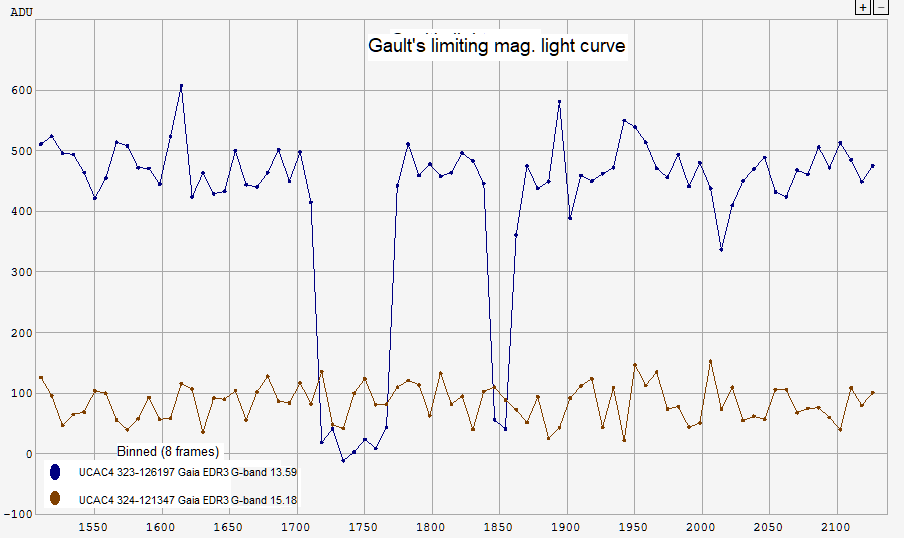 ADU
+ −
Gault's limiting mag. light curve
600
500
400
300
200
100
0
-100
Binned (8 frames)
UCAC4 323-126197 Gaia EDR3 G-band 13.59
UCAC4 324-121347 Gaia EDR3 G-band 15.18
1550 1600 1650 1700 1750 1800 1850 1900 1950 2000 2050 2100